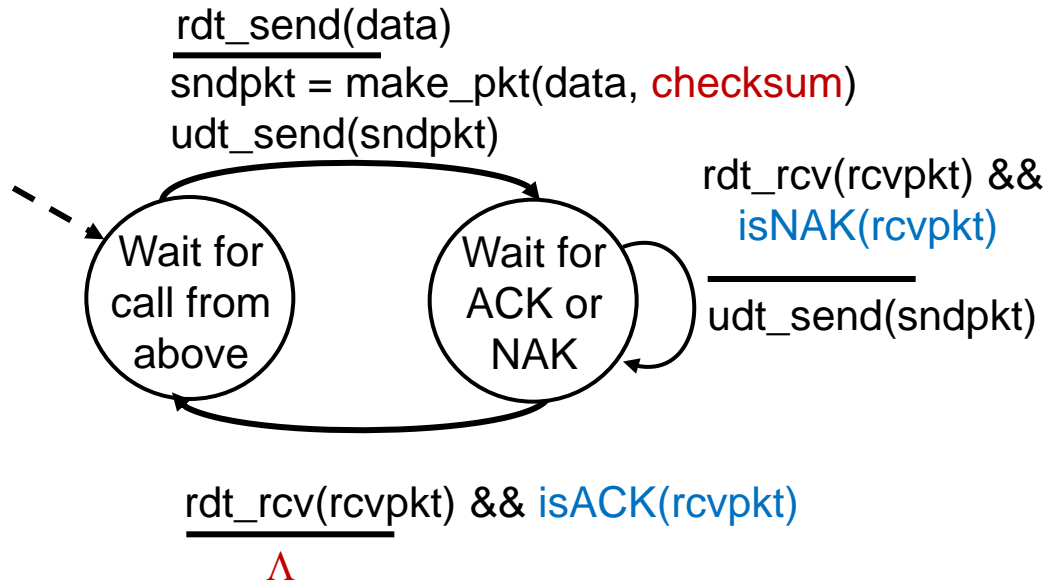 rdt_send(data)
sndpkt = make_pkt(data, checksum)
udt_send(sndpkt)
rdt_rcv(rcvpkt) &&
isNAK(rcvpkt)
udt_send(sndpkt)
Wait for
call from
above
Wait for
ACK or
NAK
rdt_rcv(rcvpkt) && isACK(rcvpkt)
Λ